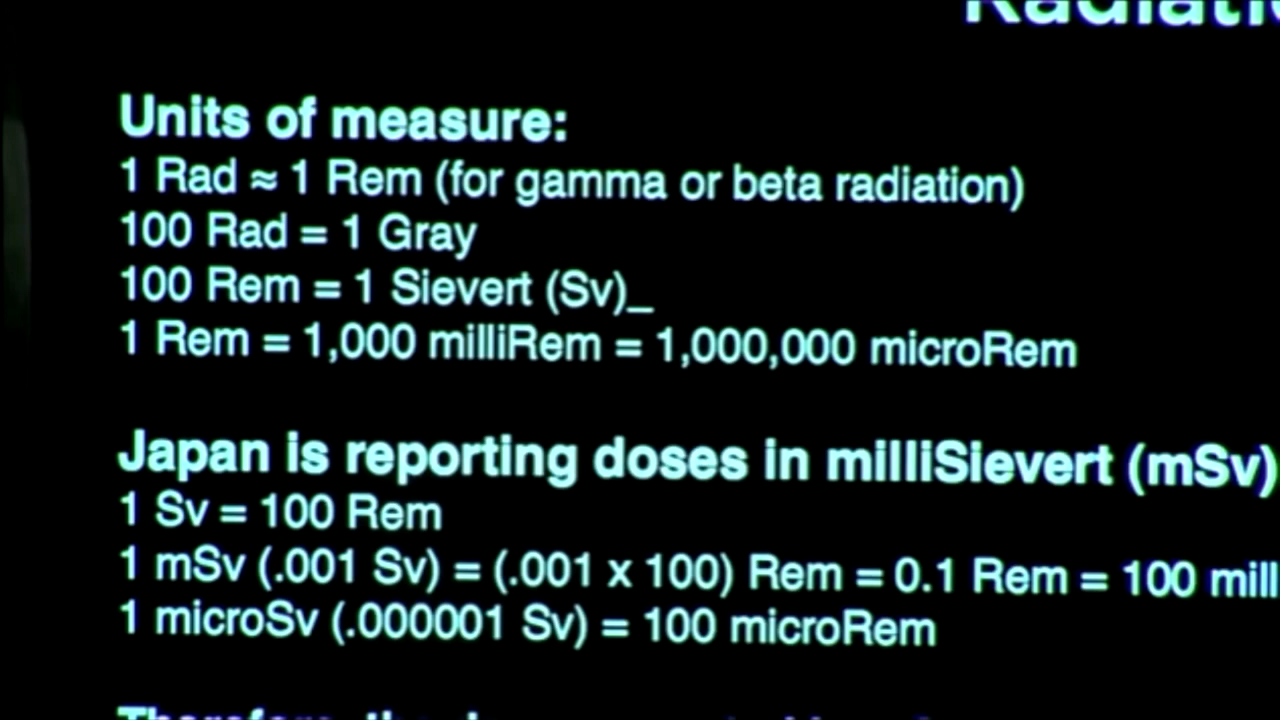 Units of measure:
1 Rad ≈ 1 Rem (for gamma or beta radiation)
100 Rad = 1 Gray
100 Rem = 1 Sievert (Sv)_
1 Rem = 1,000 milliRem = 1,000,000 microRem
Japan is reporting doses in milliSievert (mSv)
1 Sv = 100 Rem
1 mSv (.001 Sv) = (.001 x 100) Rem = 0.1 Rem = 100 mill
1 microSv (.000001 Sv) = 100 microRem